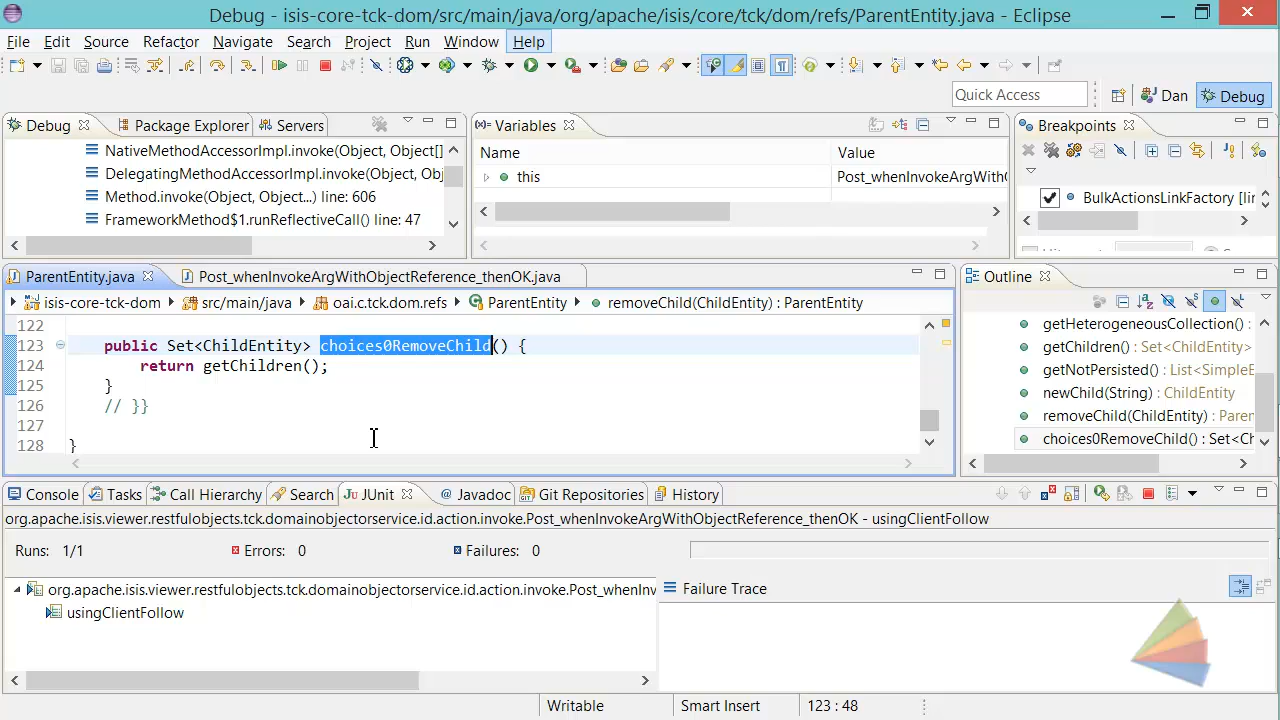 Debug - isis-core-tck-dom/src/main/java/org/apache/isis/core/tck/dom/refs/ParentEntity.java - Eclipse
File Edit Source Refactor Navigate Search Project Run Window Help
Quick Access Dan Debug
Debug Package Explorer Servers
NativeMethodAccessorImpl.invoke(Object, Object[]
DelegatingMethodAccessorImpl.invoke(Object, Obj
Method.invoke(Object, Object...) line: 606
FrameworkMethod$1.runReflectiveCall() line: 47
Variables
Name Value
this Post_whenInvokeArgWith
Breakpoints
BulkActionsLinkFactory [lin
ParentEntity.java Post_whenInvokeArgWithObjectReference_thenOK.java
isis-core-tck-dom src/main/java oai.c.tck.dom.refs ParentEntity removeChild(ChildEntity) : ParentEntity
122
123 public Set<ChildEntity> choices0RemoveChild() {
124 return getChildren();
125 }
126 // }}
127
128 }
Outline
getHeterogeneousCollection() :
getChildren() : Set<ChildEntity>
getNotPersisted() : List<SimpleE
newChild(String) : ChildEntity
removeChild(ChildEntity) : Paren
choices0RemoveChild() : Set<Ch
Console Tasks Call Hierarchy Search JUnit Javadoc Git Repositories History
org.apache.isis.viewer.restfulobjects.tck.domainobjectorservice.id.action.invoke.Post_whenInvokeArgWithObjectReference_thenOK - usingClientFollow
Runs: 1/1 Errors: 0 Failures: 0
org.apache.isis.viewer.restfulobjects.tck.domainobjectorservice.id.action.invoke.Post_whenInv
usingClientFollow
Failure Trace
Writable Smart Insert 123 : 48